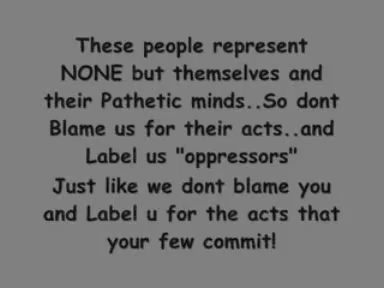 These people represent
NONE but themselves and
their Pathetic minds..So dont
Blame us for their acts..and
Label us "oppressors"
Just like we dont blame you
and Label u for the acts that
your few commit!